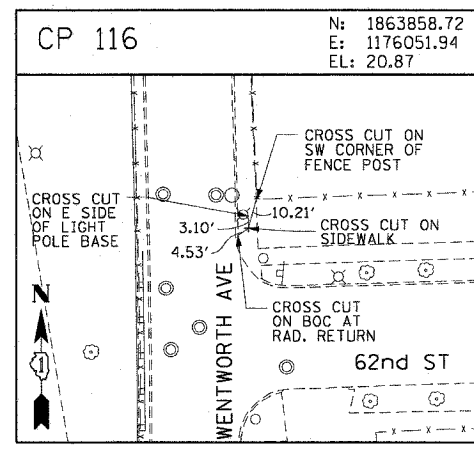 CP 116
N: 1863858.72
E: 1176051.94
EL: 20.87
CROSS CUT ON
SW CORNER OF
FENCE POST
CROSS CUT
ON E SIDE
OF LIGHT
POLE BASE
10.21'
3.10'
4.53'
CROSS CUT ON
SIDEWALK
CROSS CUT
ON BOC AT
RAD. RETURN
N
1
WENTWORTH AVE
62nd ST